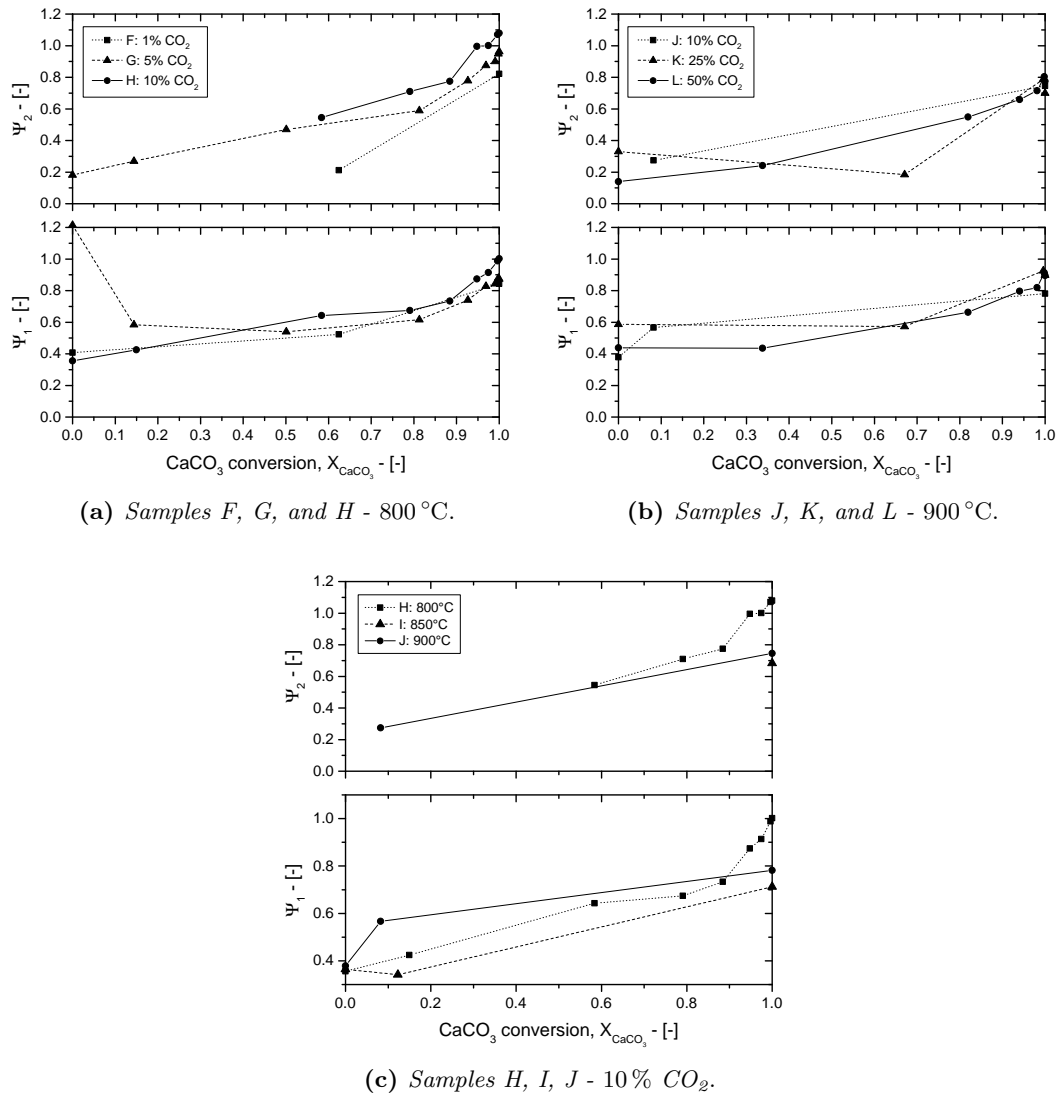 F: 1% CO2
G: 5% CO2
H: 10% CO2
Ψ2 - [-]
1.2
1.0
0.8
0.6
0.4
0.2
0.0
Ψ1 - [-]
1.2
1.0
0.8
0.6
0.4
0.2
0.0
0.0 0.1 0.2 0.3 0.4 0.5 0.6 0.7 0.8 0.9 1.0
CaCO3 conversion, XCaCO3 - [-]
(a) Samples F, G, and H - 800 °C.
J: 10% CO2
K: 25% CO2
L: 50% CO2
Ψ2 - [-]
1.2
1.0
0.8
0.6
0.4
0.2
0.0
Ψ1 - [-]
1.2
1.0
0.8
0.6
0.4
0.2
0.0
0.0 0.1 0.2 0.3 0.4 0.5 0.6 0.7 0.8 0.9 1.0
CaCO3 conversion, XCaCO3 - [-]
(b) Samples J, K, and L - 900 °C.
H: 800°C
I: 850°C
J: 900°C
Ψ2 - [-]
1.2
1.0
0.8
0.6
0.4
0.2
0.0
Ψ1 - [-]
1.0
0.8
0.6
0.4
0.0 0.2 0.4 0.6 0.8 1.0
CaCO3 conversion, XCaCO3 - [-]
(c) Samples H, I, J - 10 % CO2.